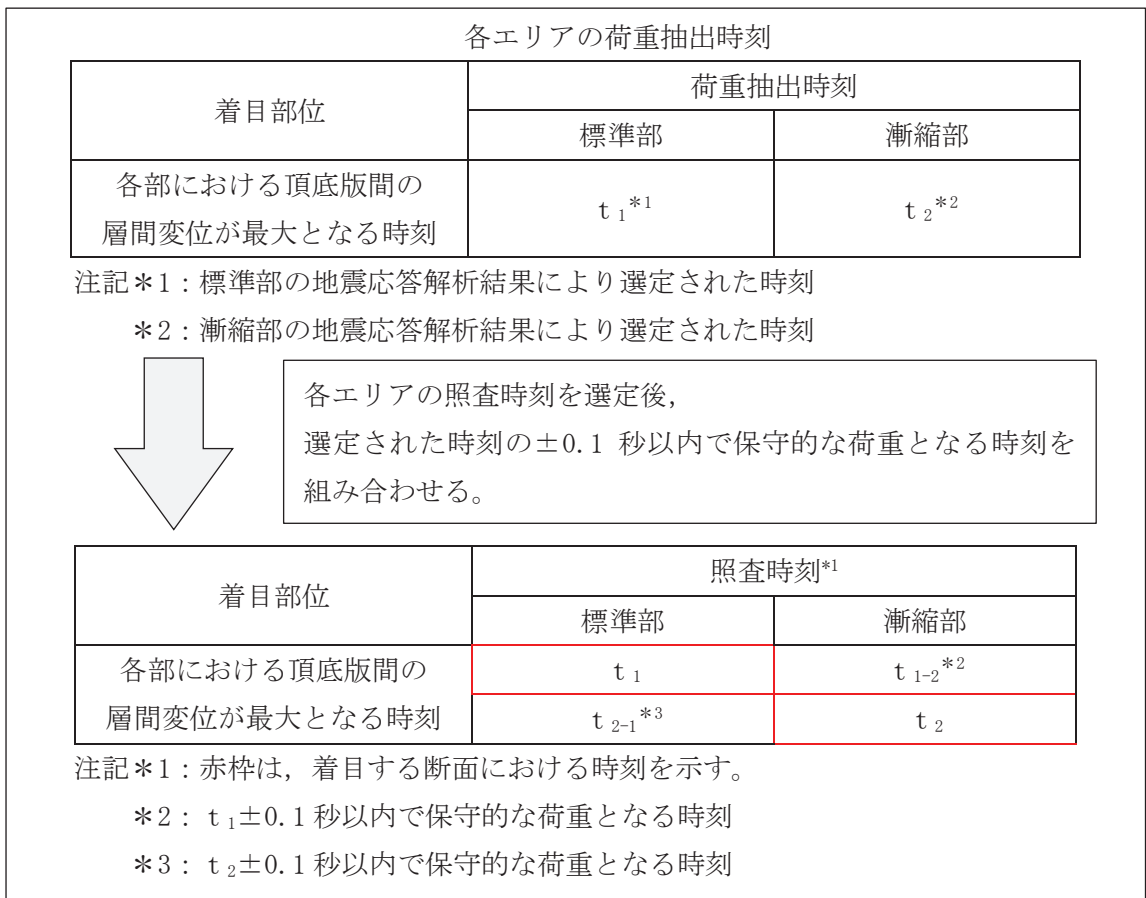 各エリアの荷重抽出時刻
着目部位
荷重抽出時刻
標準部
漸縮部
各部における頂底版間の
層間変位が最大となる時刻
t₁*1
t₂*2
注記*1：標準部の地震応答解析結果により選定された時刻
*2：漸縮部の地震応答解析結果により選定された時刻
各エリアの照査時刻を選定後，
選定された時刻の±0.1 秒以内で保守的な荷重となる時刻を
組み合わせる。
着目部位
照査時刻*1
標準部
漸縮部
各部における頂底版間の
層間変位が最大となる時刻
t₁
t₁₋₂*2
t₂₋₁*3
t₂
注記*1：赤枠は，着目する断面における時刻を示す。
*2：t₁±0.1秒以内で保守的な荷重となる時刻
*3：t₂±0.1秒以内で保守的な荷重となる時刻